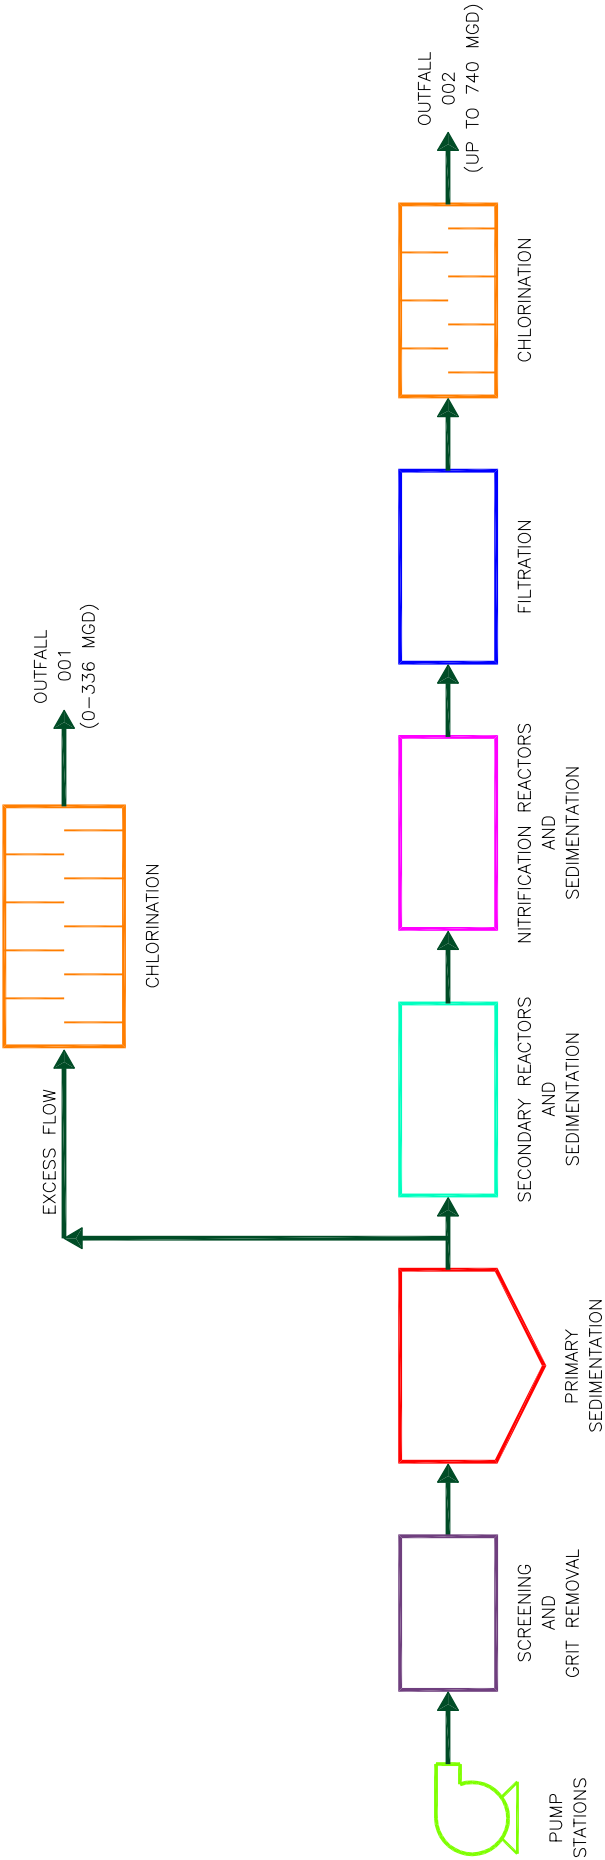 OUTFALL
001
(0-336 MGD)
EXCESS FLOW
CHLORINATION
PUMP
STATIONS
SCREENING
AND
GRIT REMOVAL
PRIMARY
SEDIMENTATION
SECONDARY REACTORS
AND
SEDIMENTATION
NITRIFICATION REACTORS
AND
SEDIMENTATION
FILTRATION
CHLORINATION
OUTFALL
002
(UP TO 740 MGD)